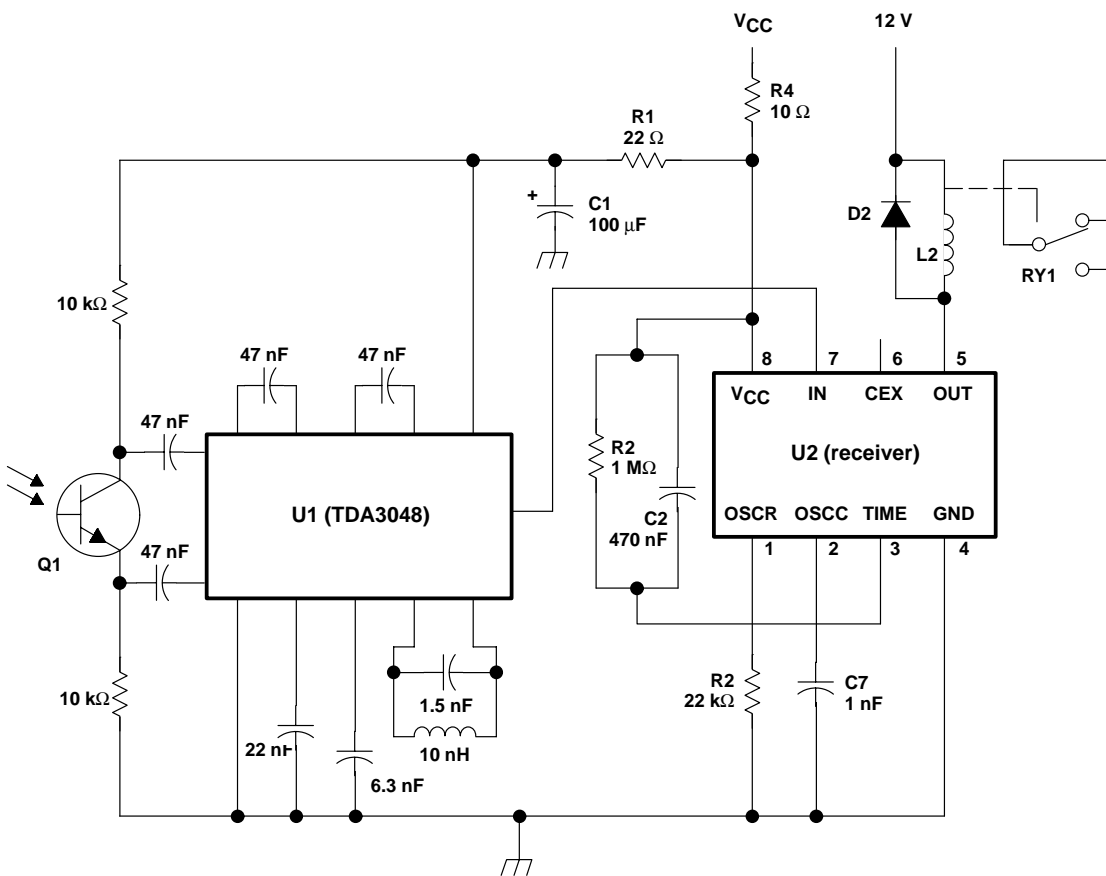 VCC
12 V
R4
10 Ω
R1
22 Ω
+
C1
100 μF
D2
L2
RY1
10 kΩ
47 nF
47 nF
8
7
6
5
VCC
IN
CEX
OUT
47 nF
R2
1 MΩ
U2 (receiver)
U1 (TDA3048)
C2
470 nF
OSCR
OSCC
TIME
GND
Q1
47 nF
1
2
3
4
10 kΩ
1.5 nF
R2
22 kΩ
C7
1 nF
22 nF
10 nH
6.3 nF